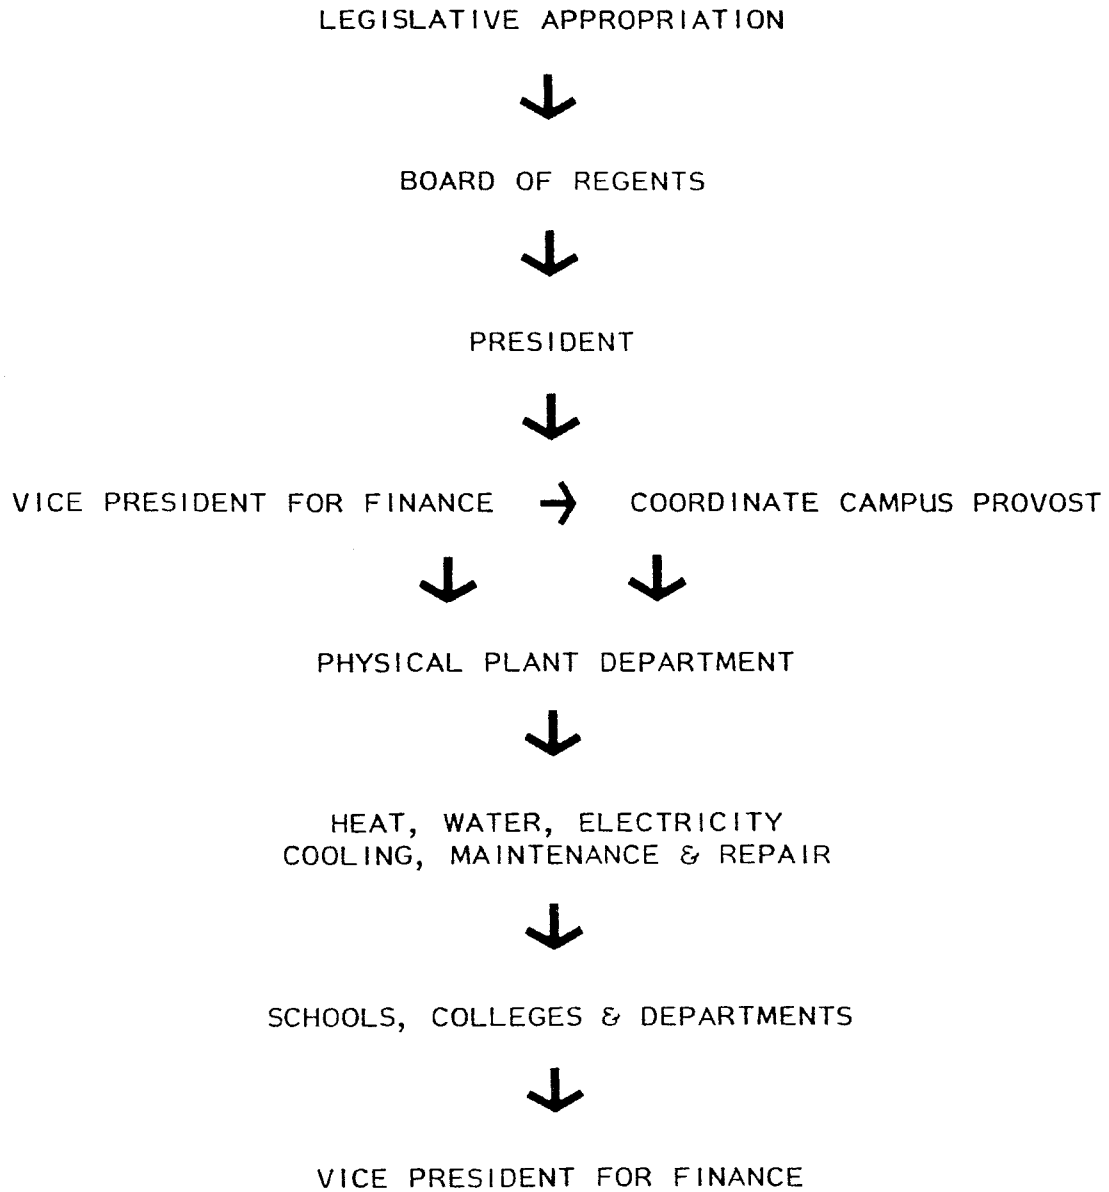 LEGISLATIVE APPROPRIATION
BOARD OF REGENTS
PRESIDENT
VICE PRESIDENT FOR FINANCE → COORDINATE CAMPUS PROVOST
PHYSICAL PLANT DEPARTMENT
HEAT, WATER, ELECTRICITY
COOLING, MAINTENANCE & REPAIR
SCHOOLS, COLLEGES & DEPARTMENTS
VICE PRESIDENT FOR FINANCE